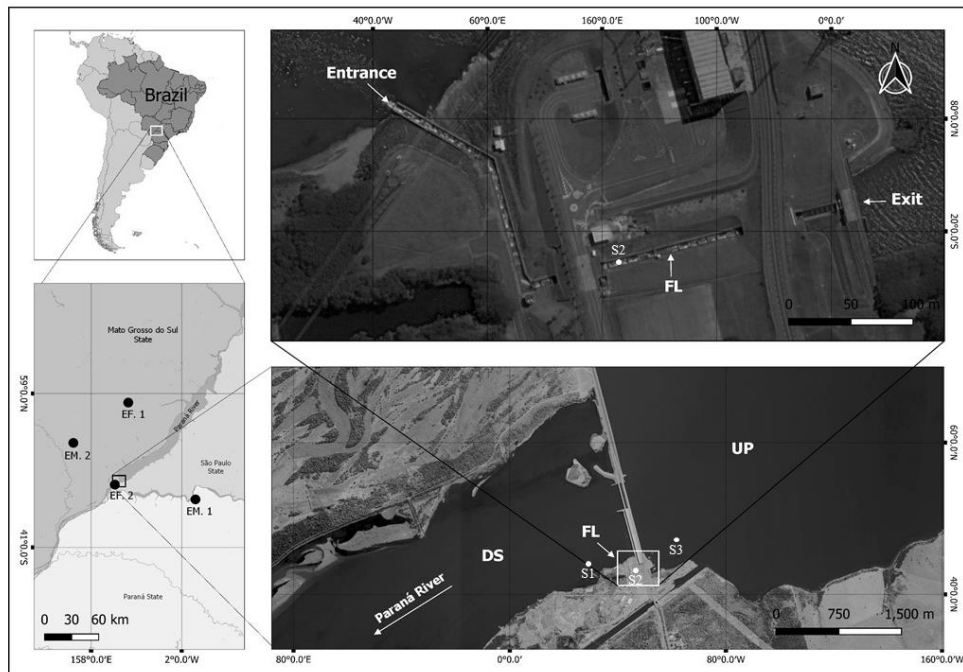 Brazil
40°0.0'E
60°0.0'E
160°0.0'E
100°0.0'E
0°0.0'E
N
Entrance
80°0.0'N
20°0.0'S
Exit
S2
FL
0 50 100 m
Mato Grosso do Sul
State
59°0.0'N
EF. 1
Paraná River
EM. 2
São Paulo
State
EF. 2
EM. 1
41°0.0'S
Paraná State
0 30 60 km
158°0.0'E
2°0.0'E
UP
60°0.0'N
FL
S3
DS
S1
S2
Paraná River
40°0.0'N
0 750 1,500 m
80°0.0'E
0°0.0'E
80°0.0'E
160°0.0'E